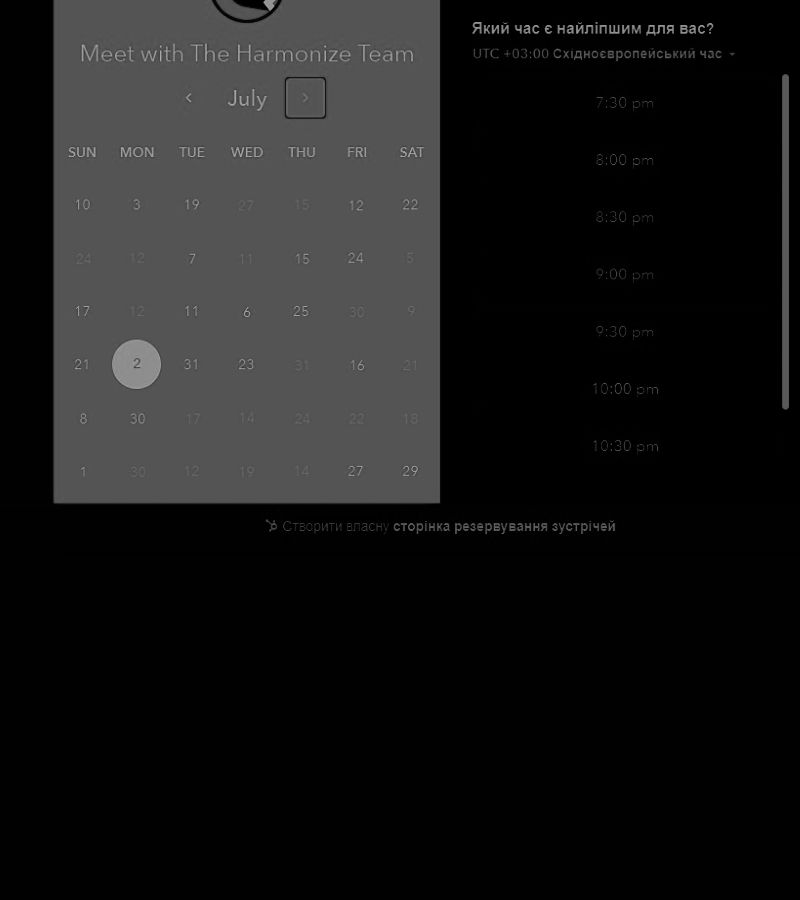 Meet with The Harmonize Team
July
SUN MON TUE WED THU FRI SAT
10 3 19 27 15 12 22
24 12 7 11 15 24 5
17 12 11 6 25 30 9
21 2 31 23 31 16 21
8 30 17 14 24 22 18
1 30 12 19 14 27 29
Який час є найліпшим для вас?
UTC +03:00 Східноєвропейський час
7:30 pm
8:00 pm
8:30 pm
9:00 pm
9:30 pm
10:00 pm
10:30 pm
Створити власну сторінка резервування зустрічей